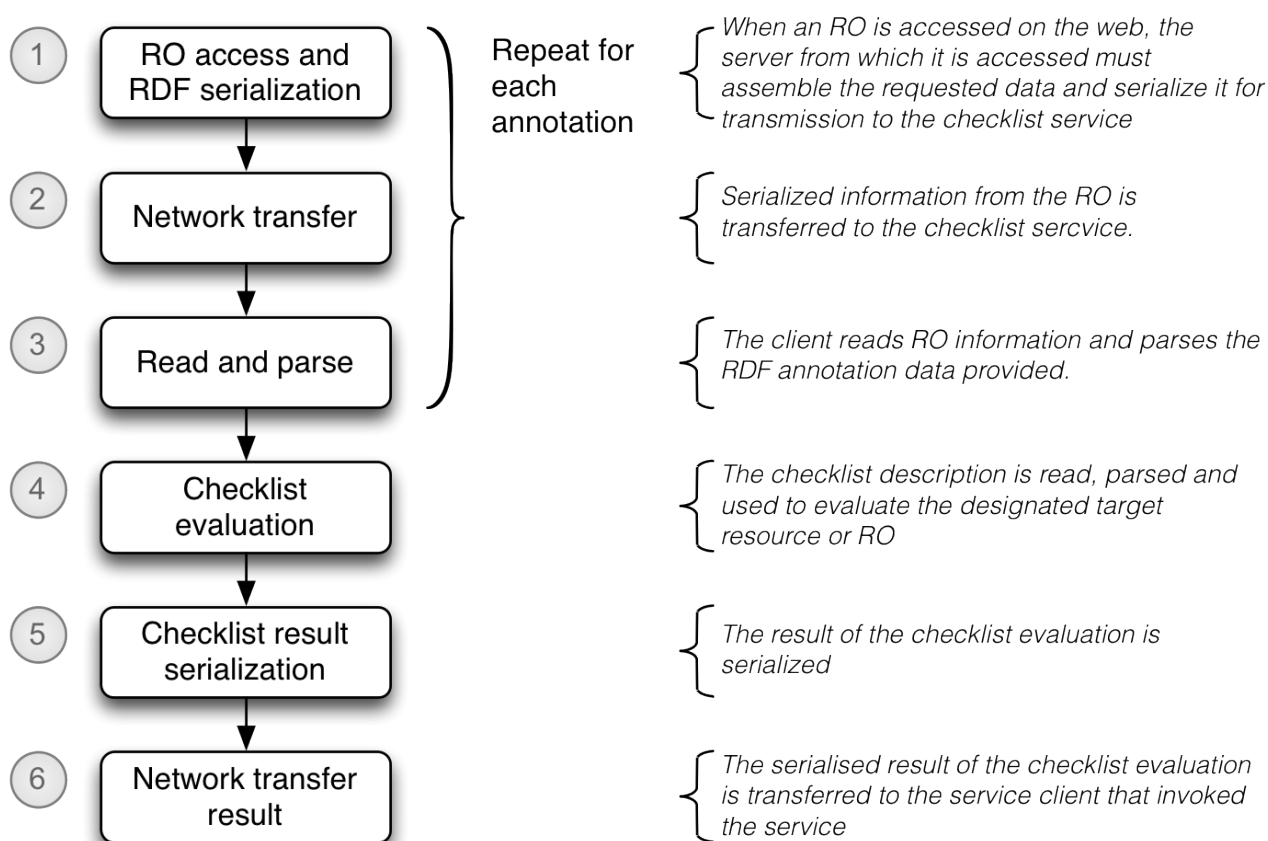 1
RO access and
RDF serialization
Repeat for
each
annotation
When an RO is accessed on the web, the
server from which it is accessed must
assemble the requested data and serialize it for
transmission to the checklist service
2
Network transfer
Serialized information from the RO is
transferred to the checklist sercvice.
3
Read and parse
The client reads RO information and parses the
RDF annotation data provided.
4
Checklist
evaluation
The checklist description is read, parsed and
used to evaluate the designated target
resource or RO
5
Checklist result
serialization
The result of the checklist evaluation is
serialized
6
Network transfer
result
The serialised result of the checklist evaluation
is transferred to the service client that invoked
the service